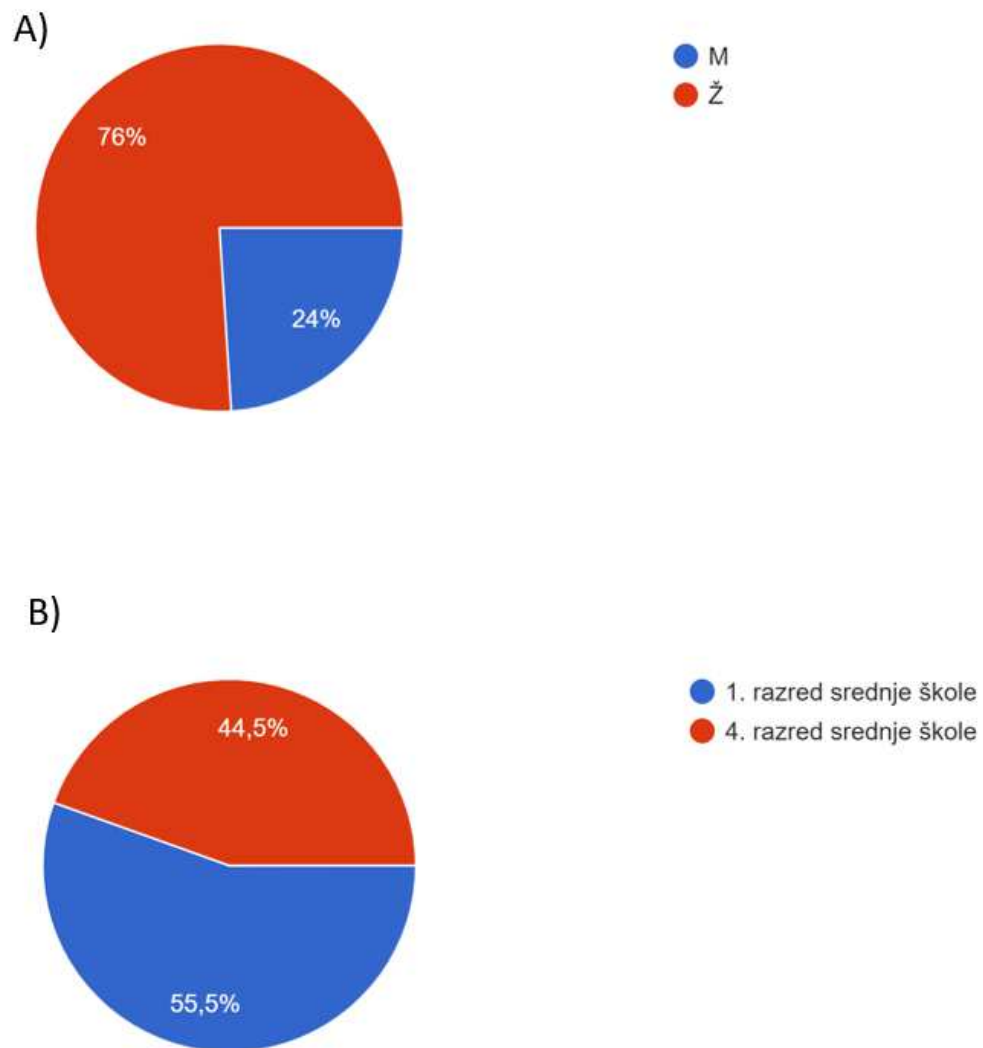 A)
M
Ž
76%
24%
B)
1. razred srednje škole
4. razred srednje škole
44,5%
55,5%